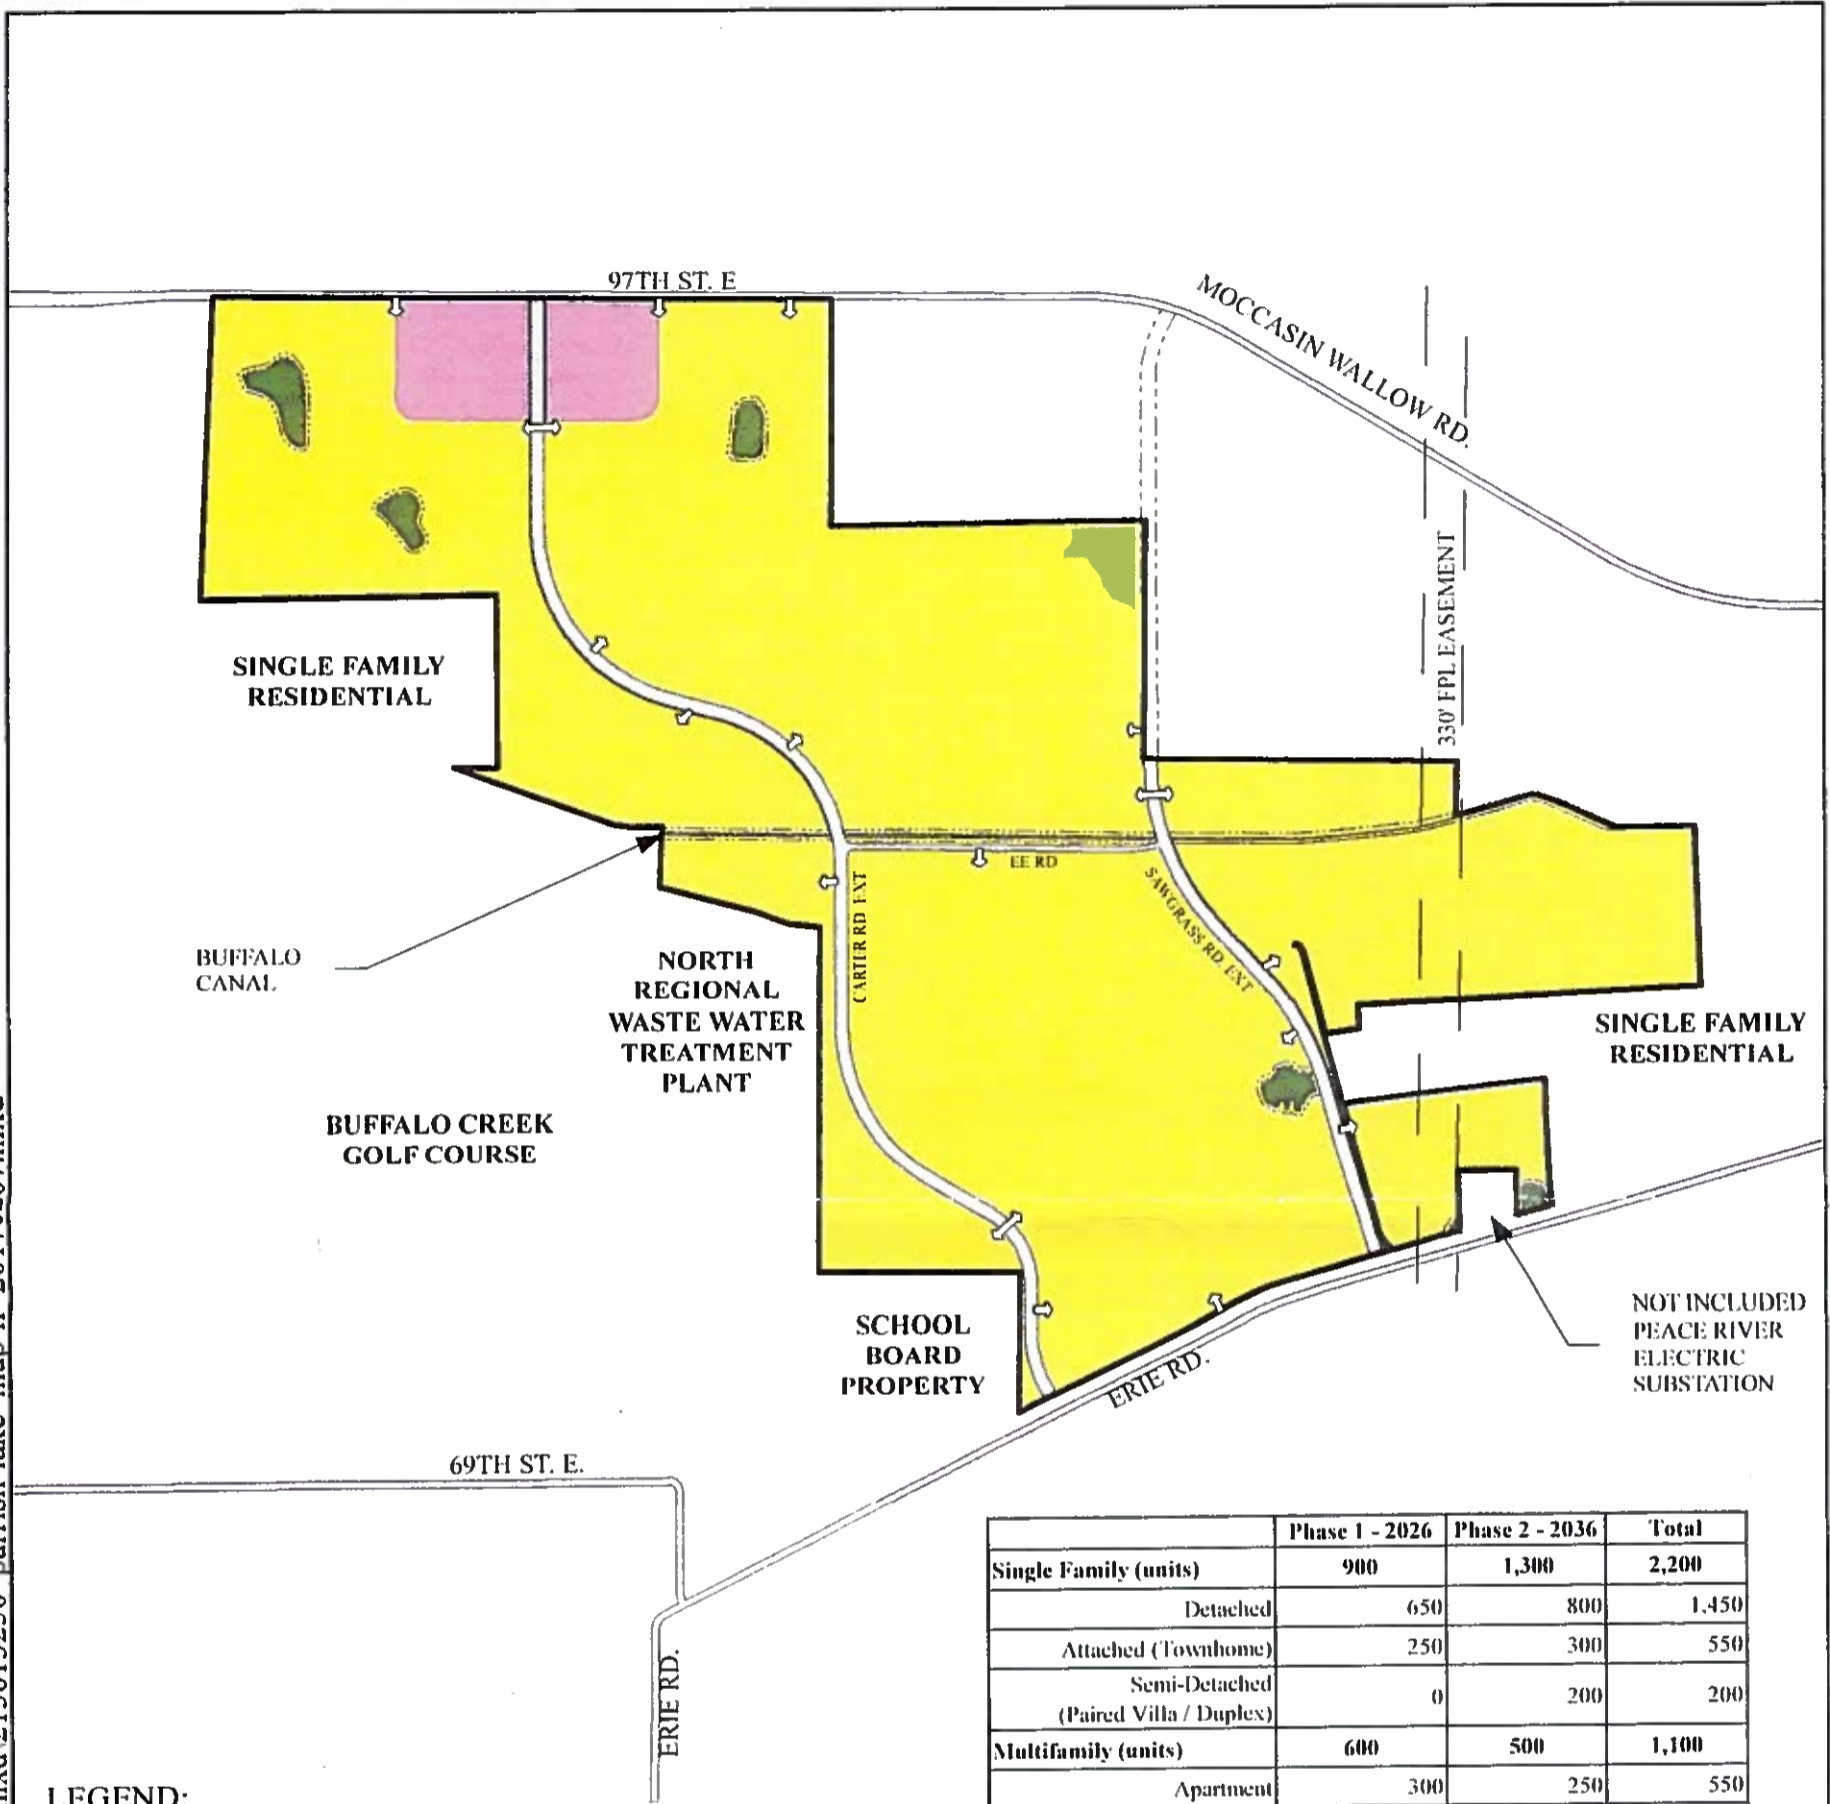 97TH ST. E
MOCCASIN WALLOW RD.
330' FPL EASEMENT
SINGLE FAMILY
RESIDENTIAL
EE RD
CARTER RD EXT
SAWGRASS RD. EXT
BUFFALO
CANAL
NORTH
REGIONAL
WASTE WATER
TREATMENT
PLANT
SINGLE FAMILY
RESIDENTIAL
BUFFALO CREEK
GOLF COURSE
SCHOOL
BOARD
PROPERTY
NOT INCLUDED
PEACE RIVER
ELECTRIC
SUBSTATION
ERIE RD.
69TH ST. E.
ERIE RD.
Phase 1 - 2026 Phase 2 - 2036 Total
Single Family (units) 900 1,300 2,200
Detached 650 800 1,450
Attached (Townhome) 250 300 550
Semi-Detached
(Paired Villa / Duplex) 0 200 200
Multifamily (units) 600 500 1,100
Apartment 300 250 550
LEGEND: